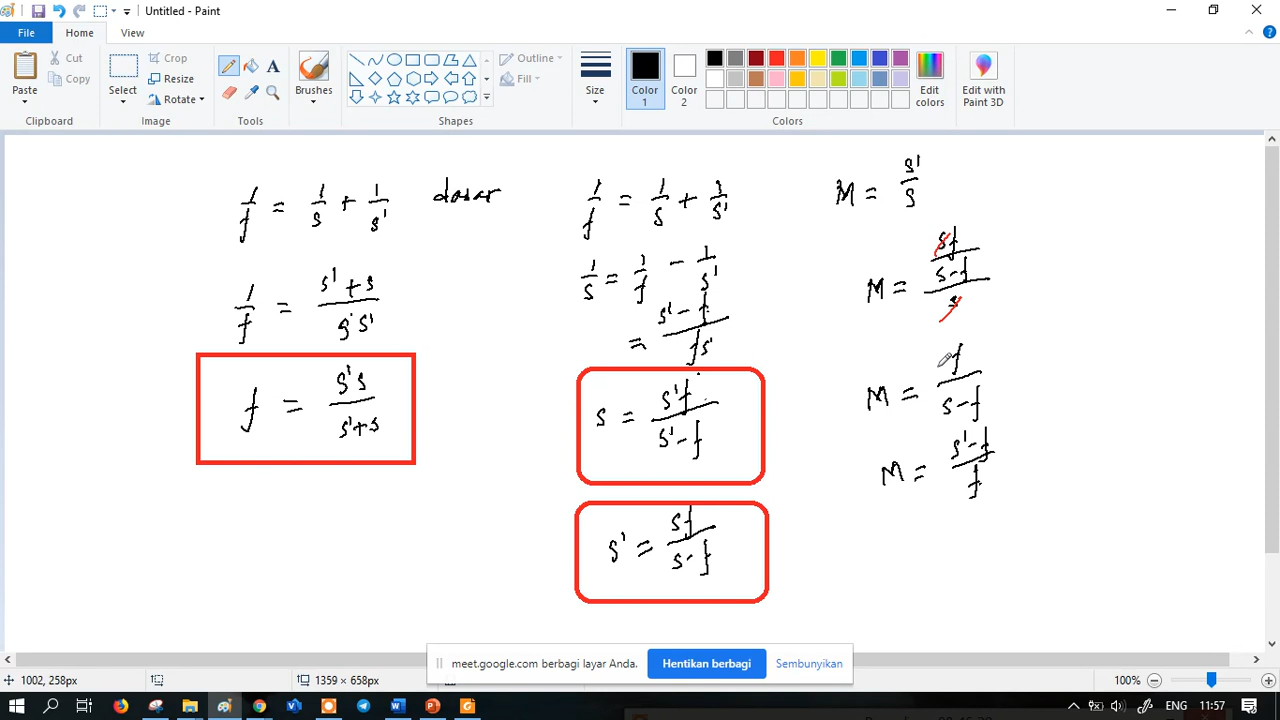 Untitled - Paint
File Home View
Paste
Cut
Copy
Clipboard
Select
Crop
Resize
Rotate
Image
Tools
Brushes
Shapes
Outline
Fill
Size
Color 1
Color 2
Edit colors
Colors
Edit with Paint 3D
1/f = 1/s + 1/s' dasar
1/f = (s' + s)/(s s')
f = (s's)/(s'+s)
1/f = 1/s + 1/s'
1/s = 1/f - 1/s'
= (s' - f)/(fs')
s = (s'f)/(s'-f)
s' = (sf)/(s-f)
M = s'/s
M = ((sf)/(s-f))/s
M = f/(s-f)
M = (s'-f)/f
meet.google.com berbagi layar Anda. Hentikan berbagi Sembunyikan
1002, 258px 1359 × 658px 100%
ENG 11:57